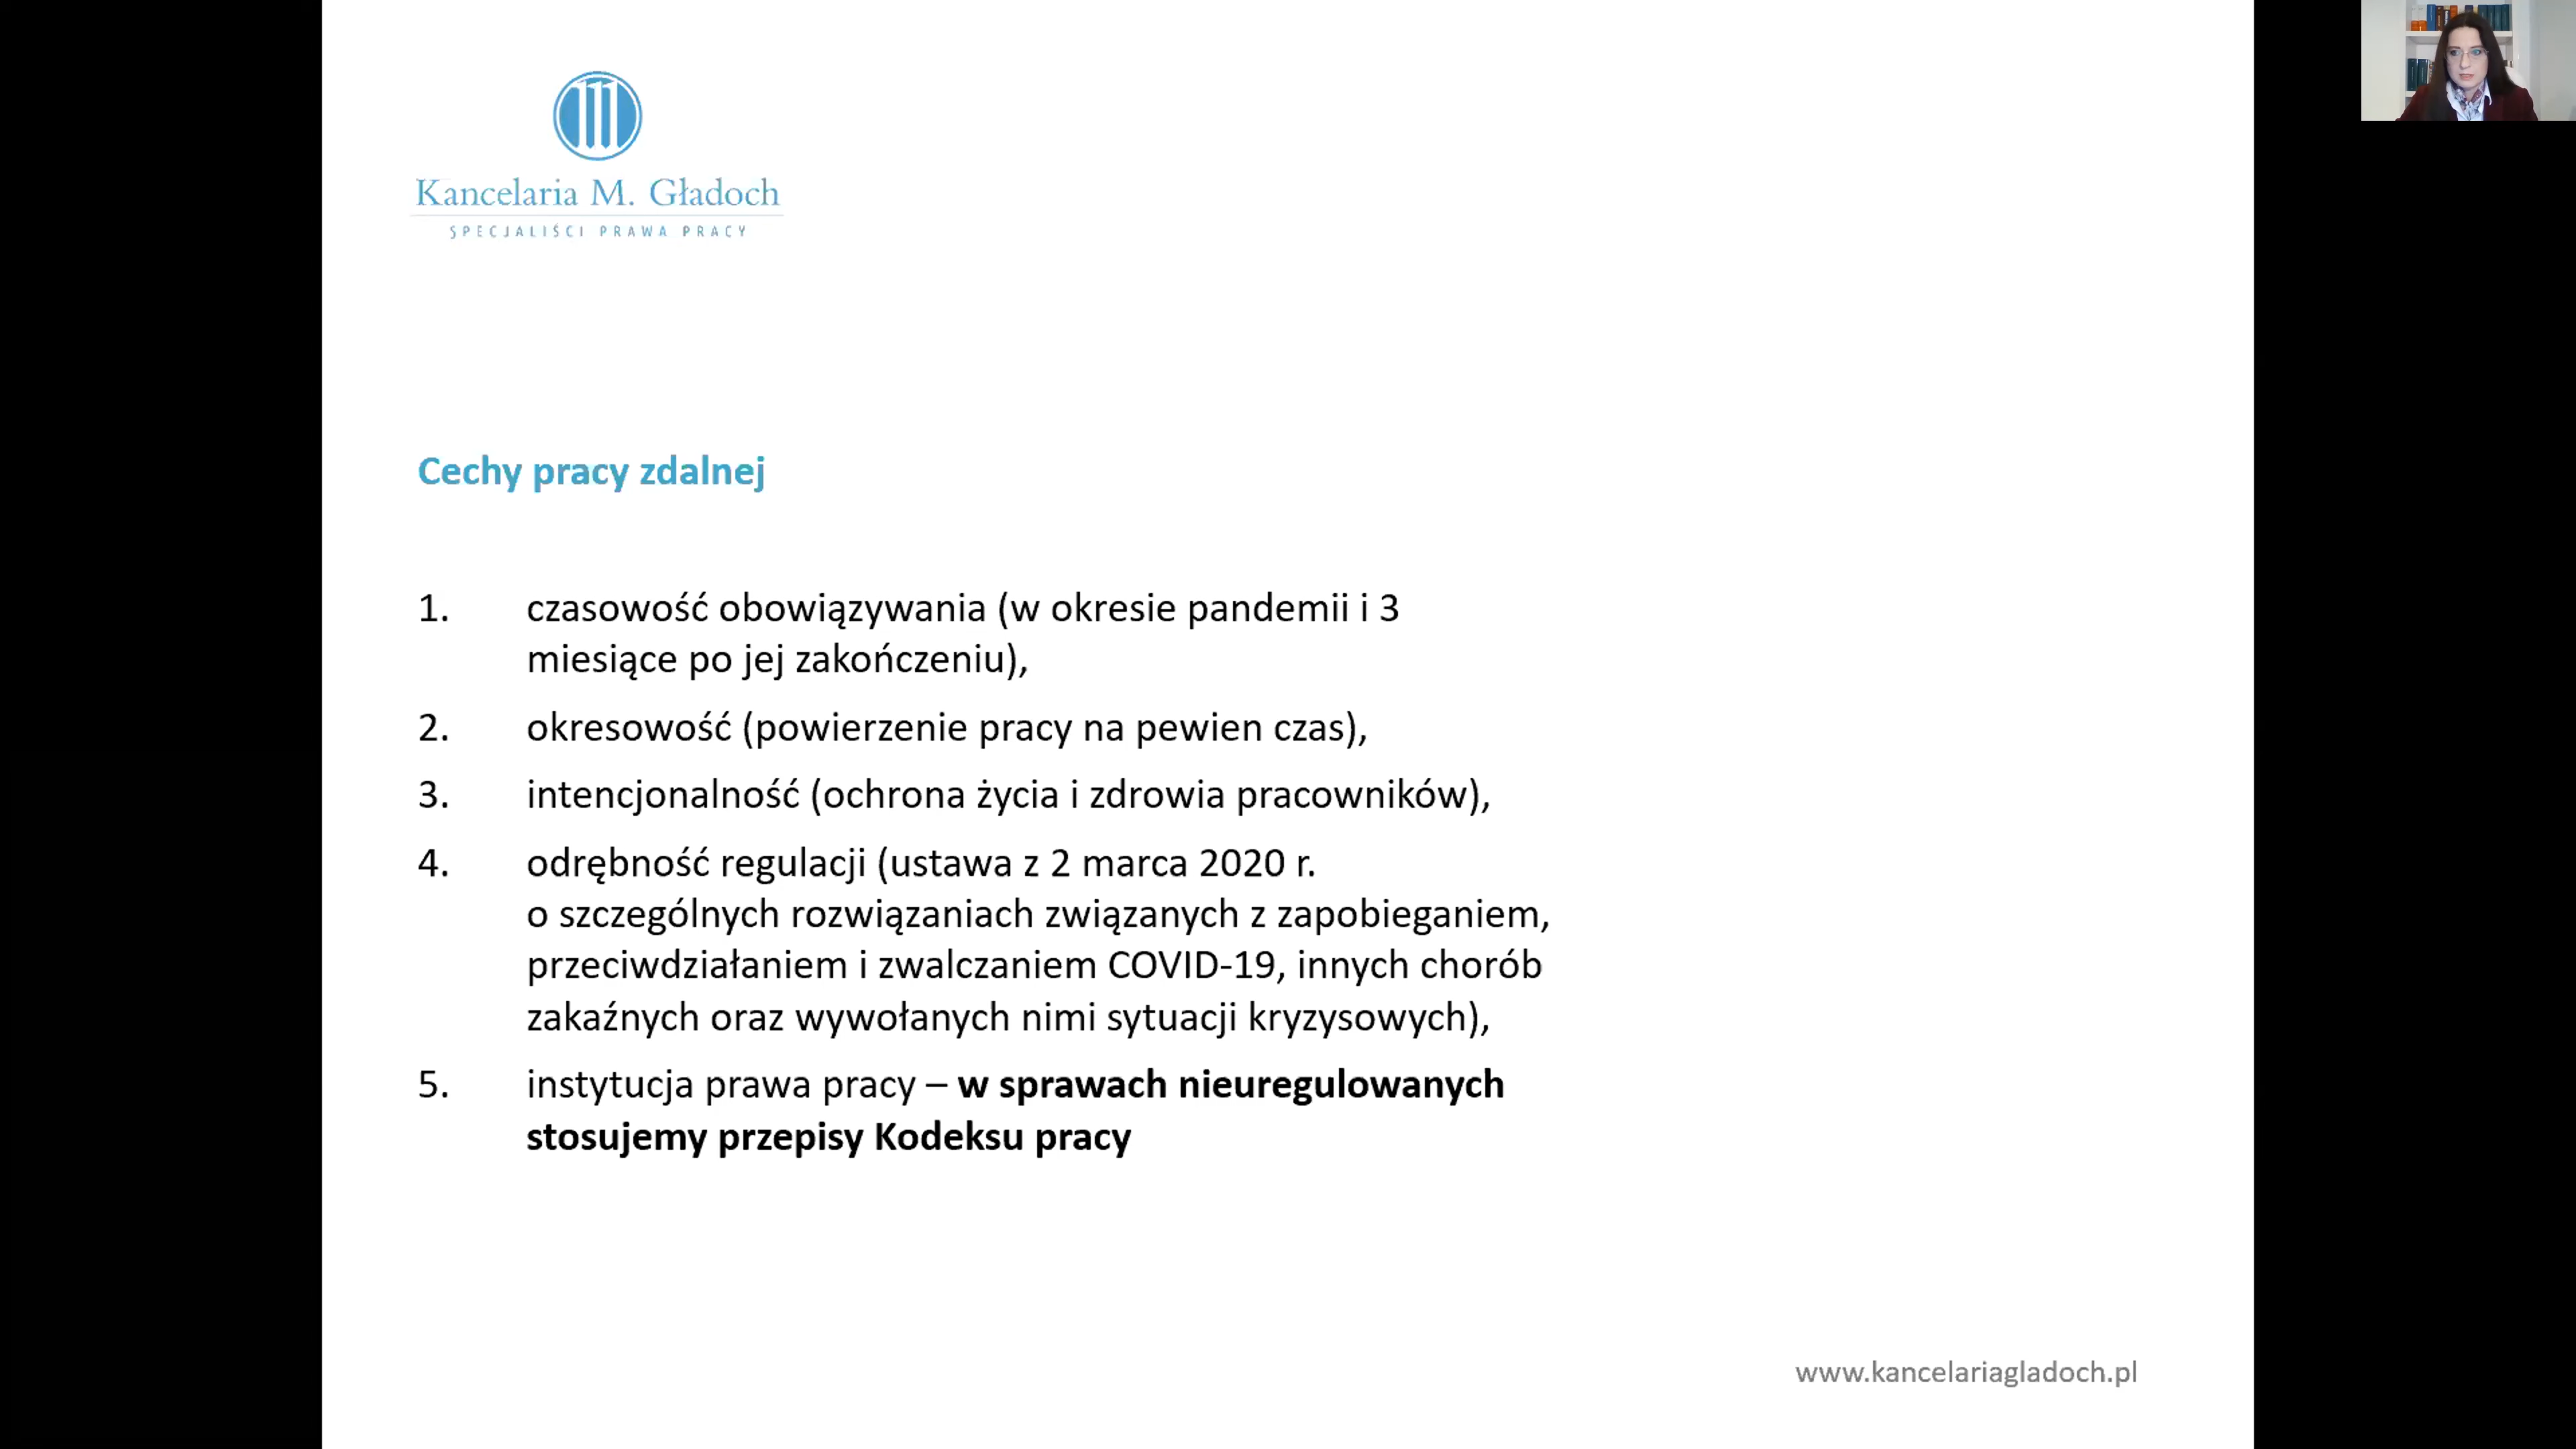 Kancelaria M. Gładoch
SPECJALIŚCI PRAWA PRACY
Cechy pracy zdalnej
1. czasowość obowiązywania (w okresie pandemii i 3
miesiące po jej zakończeniu),
2. okresowość (powierzenie pracy na pewien czas),
3. intencjonalność (ochrona życia i zdrowia pracowników),
4. odrębność regulacji (ustawa z 2 marca 2020 r.
o szczególnych rozwiązaniach związanych z zapobieganiem,
przeciwdziałaniem i zwalczaniem COVID-19, innych chorób
zakaźnych oraz wywołanych nimi sytuacji kryzysowych),
5. instytucja prawa pracy – w sprawach nieuregulowanych
stosujemy przepisy Kodeksu pracy
www.kancelariagladoch.pl